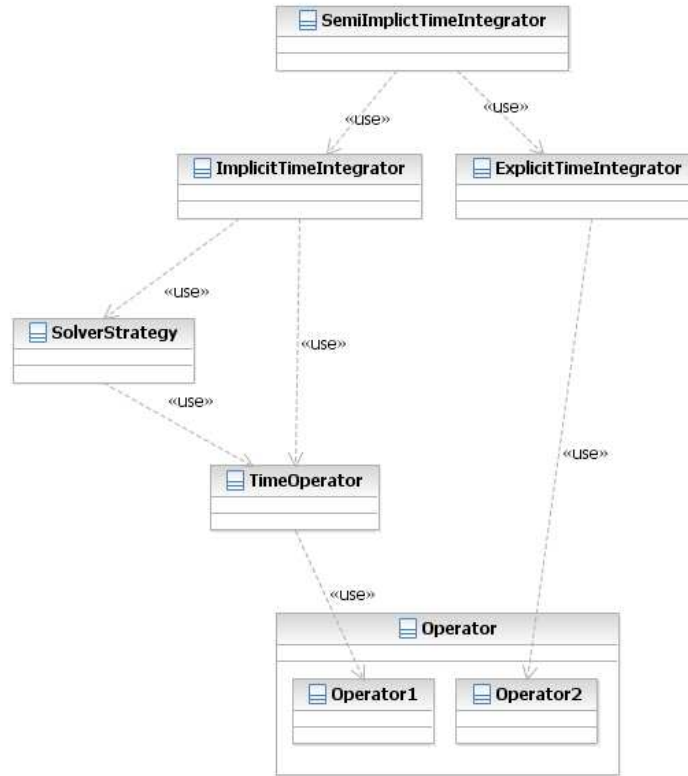 SemiImplictTimeIntegrator
«use»
«use»
ImplicitTimeIntegrator
ExplicitTimeIntegrator
«use»
SolverStrategy
«use»
«use»
«use»
TimeOperator
«use»
Operator
Operator1
Operator2